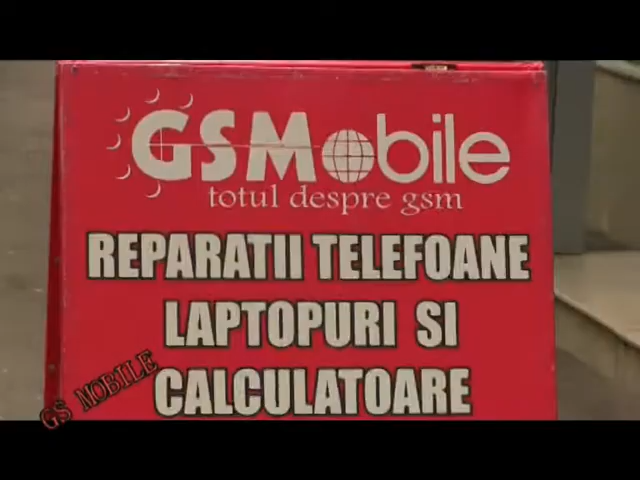 GSMobile
totul despre gsm
REPARATII TELEFOANE
LAPTOPURI SI
CALCULATOARE
GS MOBILE